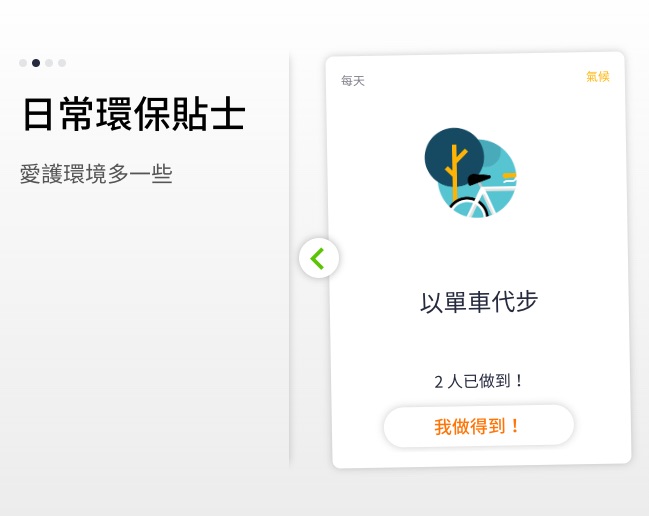 日常環保貼士
愛護環境多一些
每天
氣候
以單車代步
2 人已做到！
我做得到！